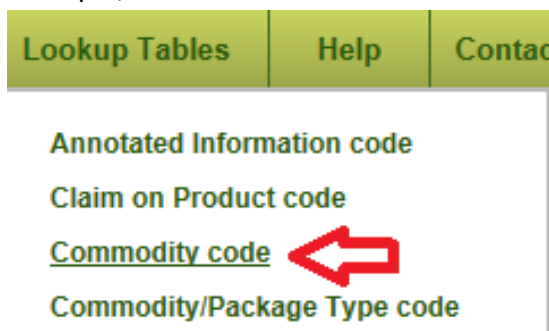 Lookup Tables Help Contac
Annotated Information code
Claim on Product code
Commodity code
Commodity/Package Type code